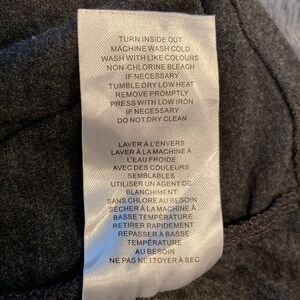 TURN INSIDE OUT
MACHINE WASH COLD
WASH WITH LIKE COLOURS
NON-CHLORINE BLEACH
IF NECESSARY
TUMBLE DRY LOW HEAT
REMOVE PROMPTLY
PRESS WITH LOW IRON
IF NECESSARY
DO NOT DRY CLEAN
LAVER À L'ENVERS
LAVER À LA MACHINE À
L'EAU FROIDE
AVEC DES COULEURS
SEMBLABLES
UTILISER UN AGENT DE
BLANCHIMENT
SANS CHLORE AU BESOIN
SÉCHER À LA MACHINE À
BASSE TEMPÉRATURE
RETIRER RAPIDEMENT
REPASSER À BASSE
TEMPÉRATURE
AU BESOIN
NE PAS NETTOYER À SEC